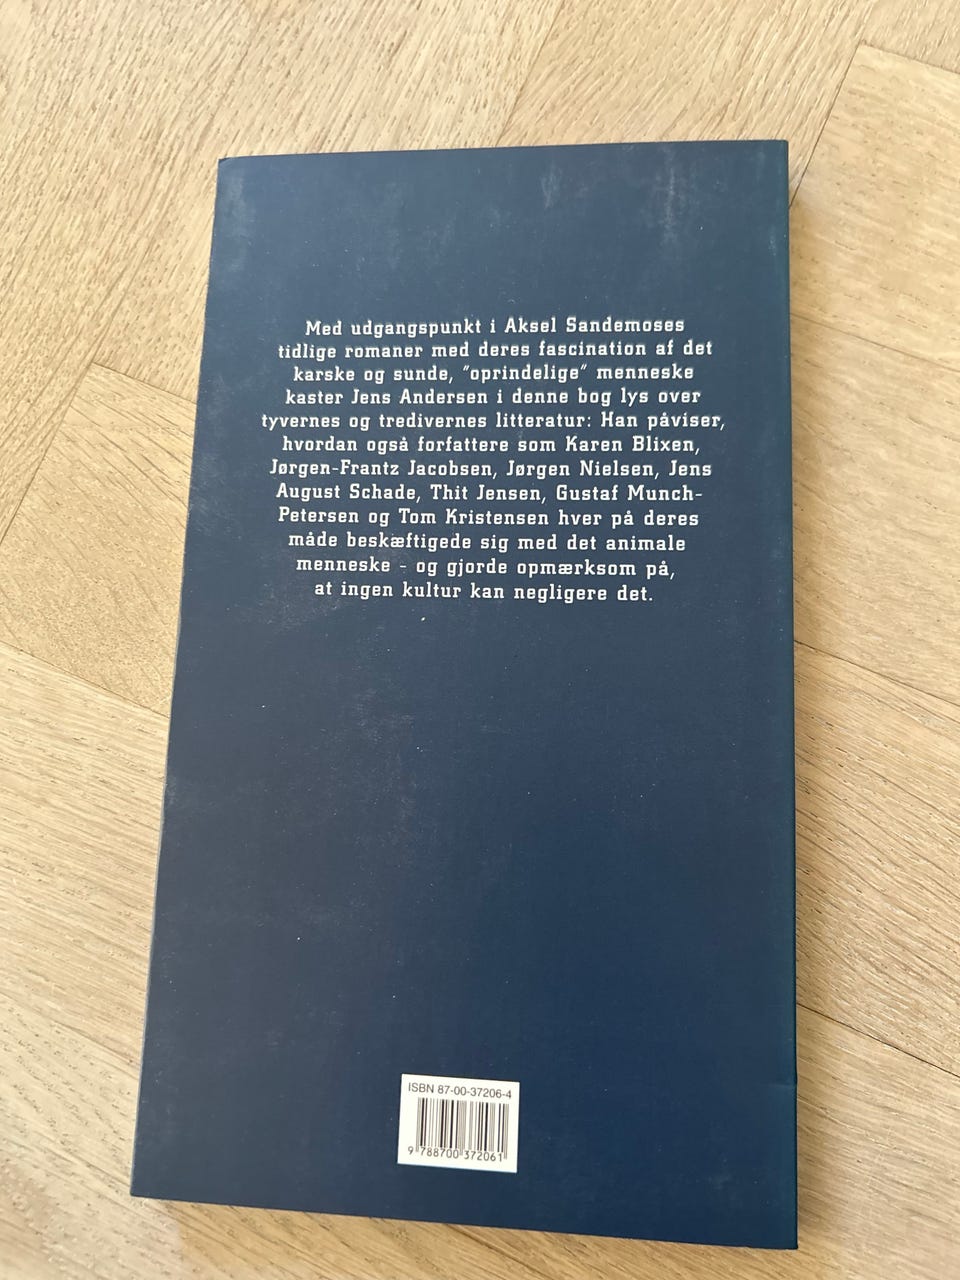 Med udgangspunkt i Aksel Sandemoses
tidlige romaner med deres fascination af det
karske og sunde, "oprindelige" menneske
kaster Jens Andersen i denne bog lys over
tyvernes og tredivernes litteratur: Han påviser,
hvordan også forfattere som Karen Blixen,
Jørgen-Frantz Jacobsen, Jørgen Nielsen, Jens
August Schade, Thit Jensen, Gustaf Munch-
Petersen og Tom Kristensen hver på deres
måde beskæftigede sig med det animale
menneske - og gjorde opmærksom på,
at ingen kultur kan negligere det.
ISBN 87-00-37206-4
9 788700 372061